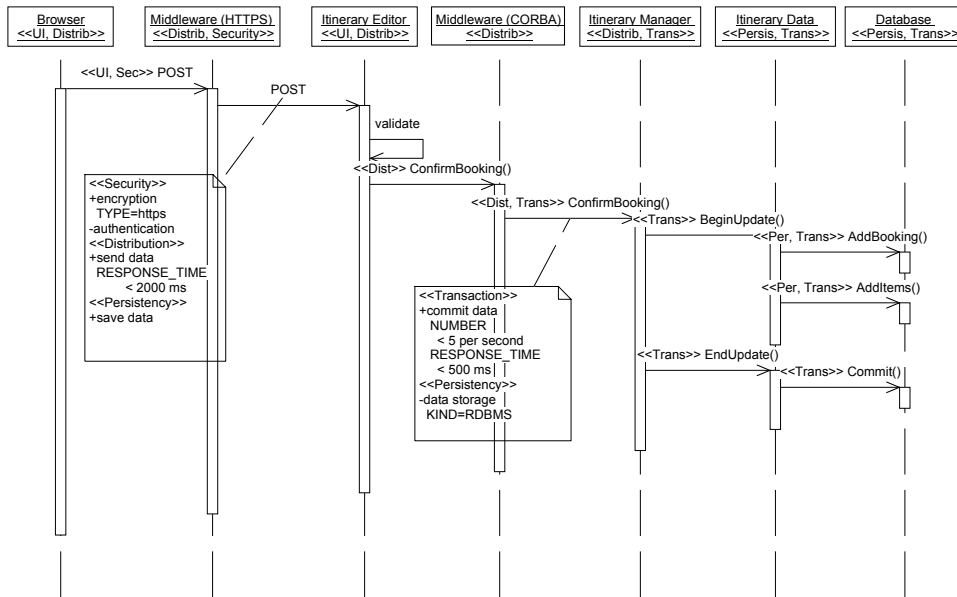 Browser
<<UI, Distrib>>
Middleware (HTTPS)
<<Distrib, Security>>
Itinerary Editor
<<UI, Distrib>>
Middleware (CORBA)
<<Distrib>>
Itinerary Manager
<<Distrib, Trans>>
Itinerary Data
<<Persis, Trans>>
Database
<<Persis, Trans>>
<<UI, Sec>> POST
POST
validate
<<Dist>> ConfirmBooking()
<<Dist, Trans>> ConfirmBooking()
<<Trans>> BeginUpdate()
<<Per, Trans>> AddBooking()
<<Per, Trans>> AddItems()
<<Trans>> EndUpdate()
<<Trans>> Commit()
<<Security>>
+encryption
TYPE=https
-authentication
<<Distribution>>
+send data
RESPONSE_TIME
< 2000 ms
<<Persistency>>
+save data
<<Transaction>>
+commit data
NUMBER
< 5 per second
RESPONSE_TIME
< 500 ms
<<Persistency>>
-data storage
KIND=RDBMS